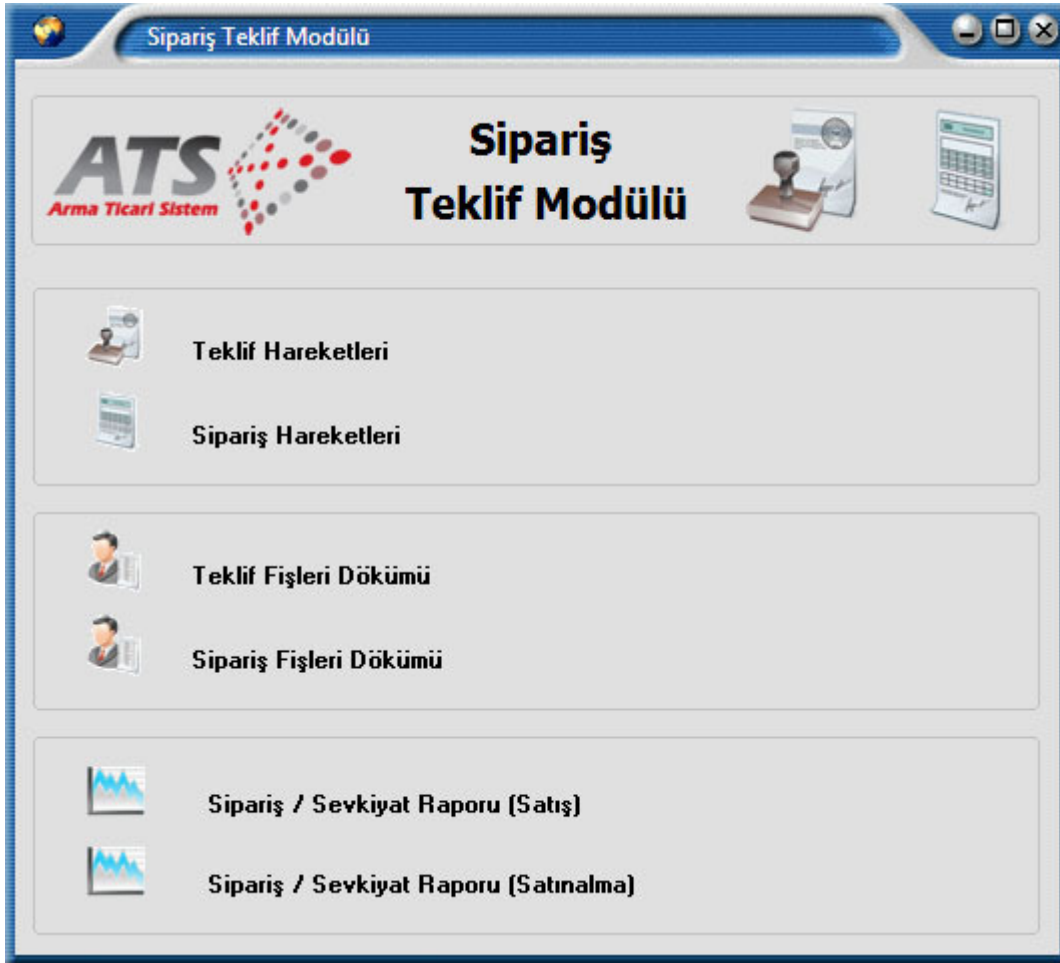 Sipariş Teklif Modülü
ATS
Arma Ticari Sistem
Sipariş
Teklif Modülü
Teklif Hareketleri
Sipariş Hareketleri
Teklif Fişleri Dökümü
Sipariş Fişleri Dökümü
Sipariş / Sevkiyat Raporu (Satış)
Sipariş / Sevkiyat Raporu (Satınalma)